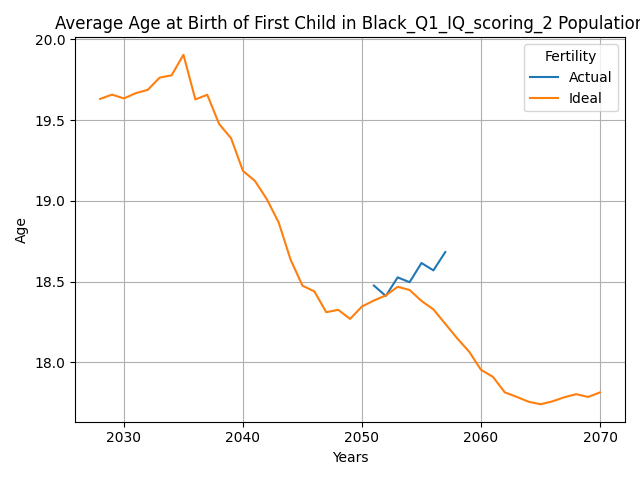 Average Age at Birth of First Child in Black_Q1_IQ_scoring_2 Population
20.0
19.5
19.0
18.5
18.0
Age
Fertility
Actual
Ideal
2030
2040
2050
2060
2070
Years